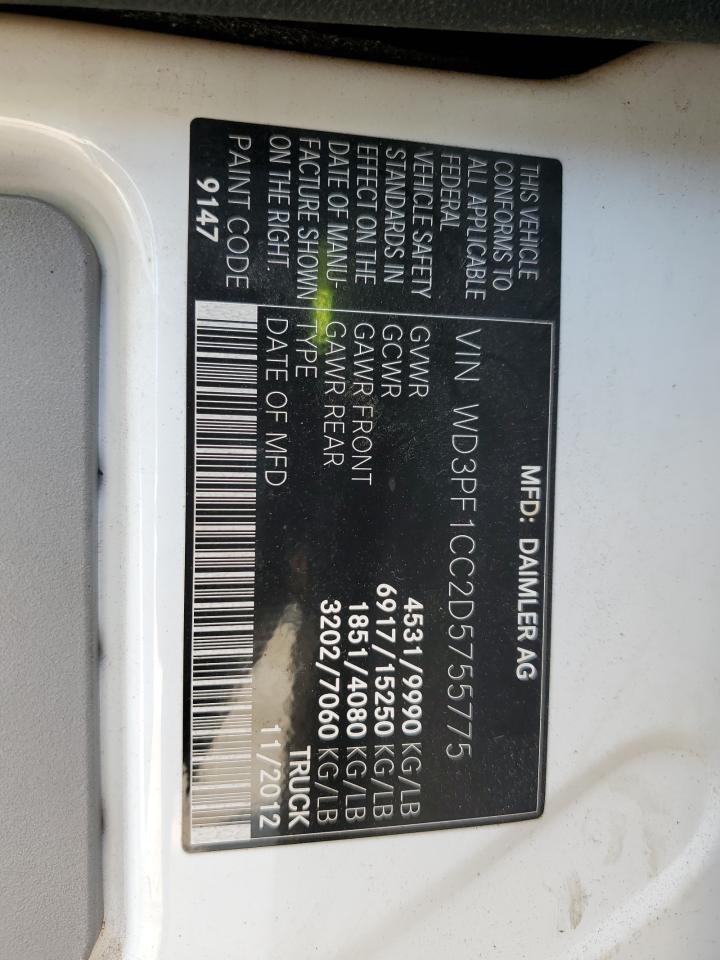 MFD: DAIMLER AG
THIS VEHICLE
CONFORMS TO
ALL APPLICABLE
FEDERAL
VEHICLE SAFETY
STANDARDS IN
EFFECT ON THE
DATE OF MANU-
FACTURE SHOWN
ON THE RIGHT
PAINT CODE
9147
VIN WD3PF1CC2D5755775
GVWR 4531/9990 KG/LB
GCWR 6917/15250 KG/LB
GAWR FRONT 1851/4080 KG/LB
GAWR REAR 3202/7060 KG/LB
TYPE TRUCK
DATE OF MFD 11/2012